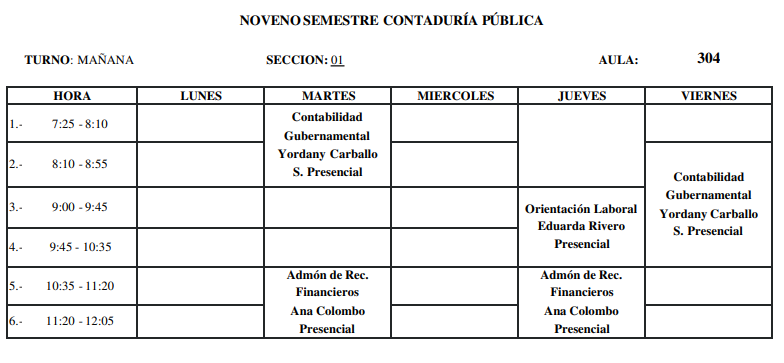 NOVENO SEMESTRE CONTADURÍA PÚBLICA
TURNO: MAÑANA SECCION: 01 AULA: 304
HORA LUNES MARTES MIERCOLES JUEVES VIERNES
1.- 7:25 - 8:10
2.- 8:10 - 8:55
Contabilidad
Gubernamental
Yordany Carballo
S. Presencial
Contabilidad
Gubernamental
Yordany Carballo
S. Presencial
3.- 9:00 - 9:45
4.- 9:45 - 10:35
Orientación Laboral
Eduarda Rivero
Presencial
5.- 10:35 - 11:20
6.- 11:20 - 12:05
Admón de Rec.
Financieros
Ana Colombo
Presencial
Admón de Rec.
Financieros
Ana Colombo
Presencial